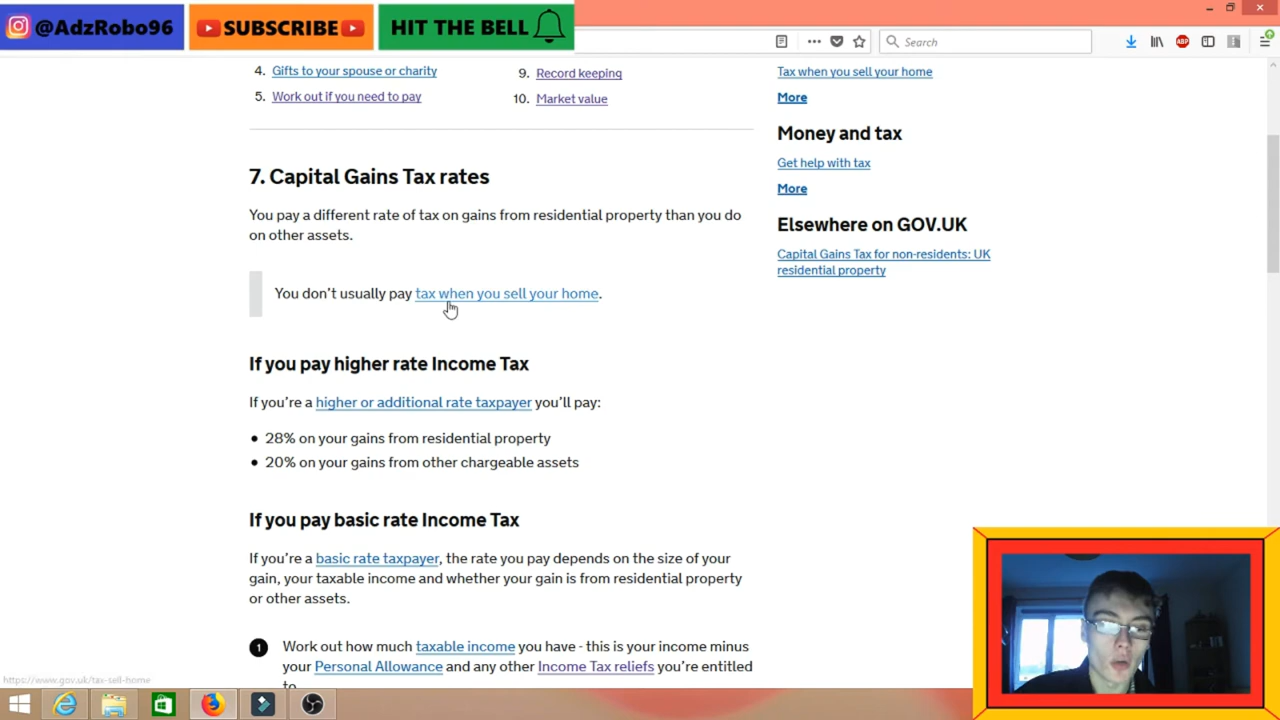 @AdzRobo96
SUBSCRIBE
HIT THE BELL
Search
ABP
4. Gifts to your spouse or charity
5. Work out if you need to pay
9. Record keeping
10. Market value
Tax when you sell your home
More
Money and tax
Get help with tax
More
Elsewhere on GOV.UK
Capital Gains Tax for non-residents: UK
residential property
7. Capital Gains Tax rates
You pay a different rate of tax on gains from residential property than you do
on other assets.
You don't usually pay tax when you sell your home.
If you pay higher rate Income Tax
If you're a higher or additional rate taxpayer you'll pay:
• 28% on your gains from residential property
• 20% on your gains from other chargeable assets
If you pay basic rate Income Tax
If you're a basic rate taxpayer, the rate you pay depends on the size of your
gain, your taxable income and whether your gain is from residential property
or other assets.
1 Work out how much taxable income you have - this is your income minus
your Personal Allowance and any other Income Tax reliefs you're entitled
to
https://www.gov.uk/tax-sell-home